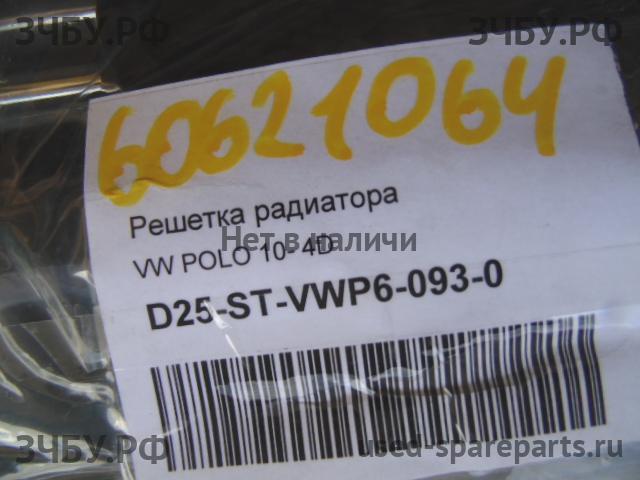 ЗЧБУ.РФ ЗЧБУ.РФ
60621064
Решетка радиатора
Нет в наличии
VW POLO 10- 4D
D25-ST-VWP6-093-0
ЗЧБУ.РФ used-spareparts.ru